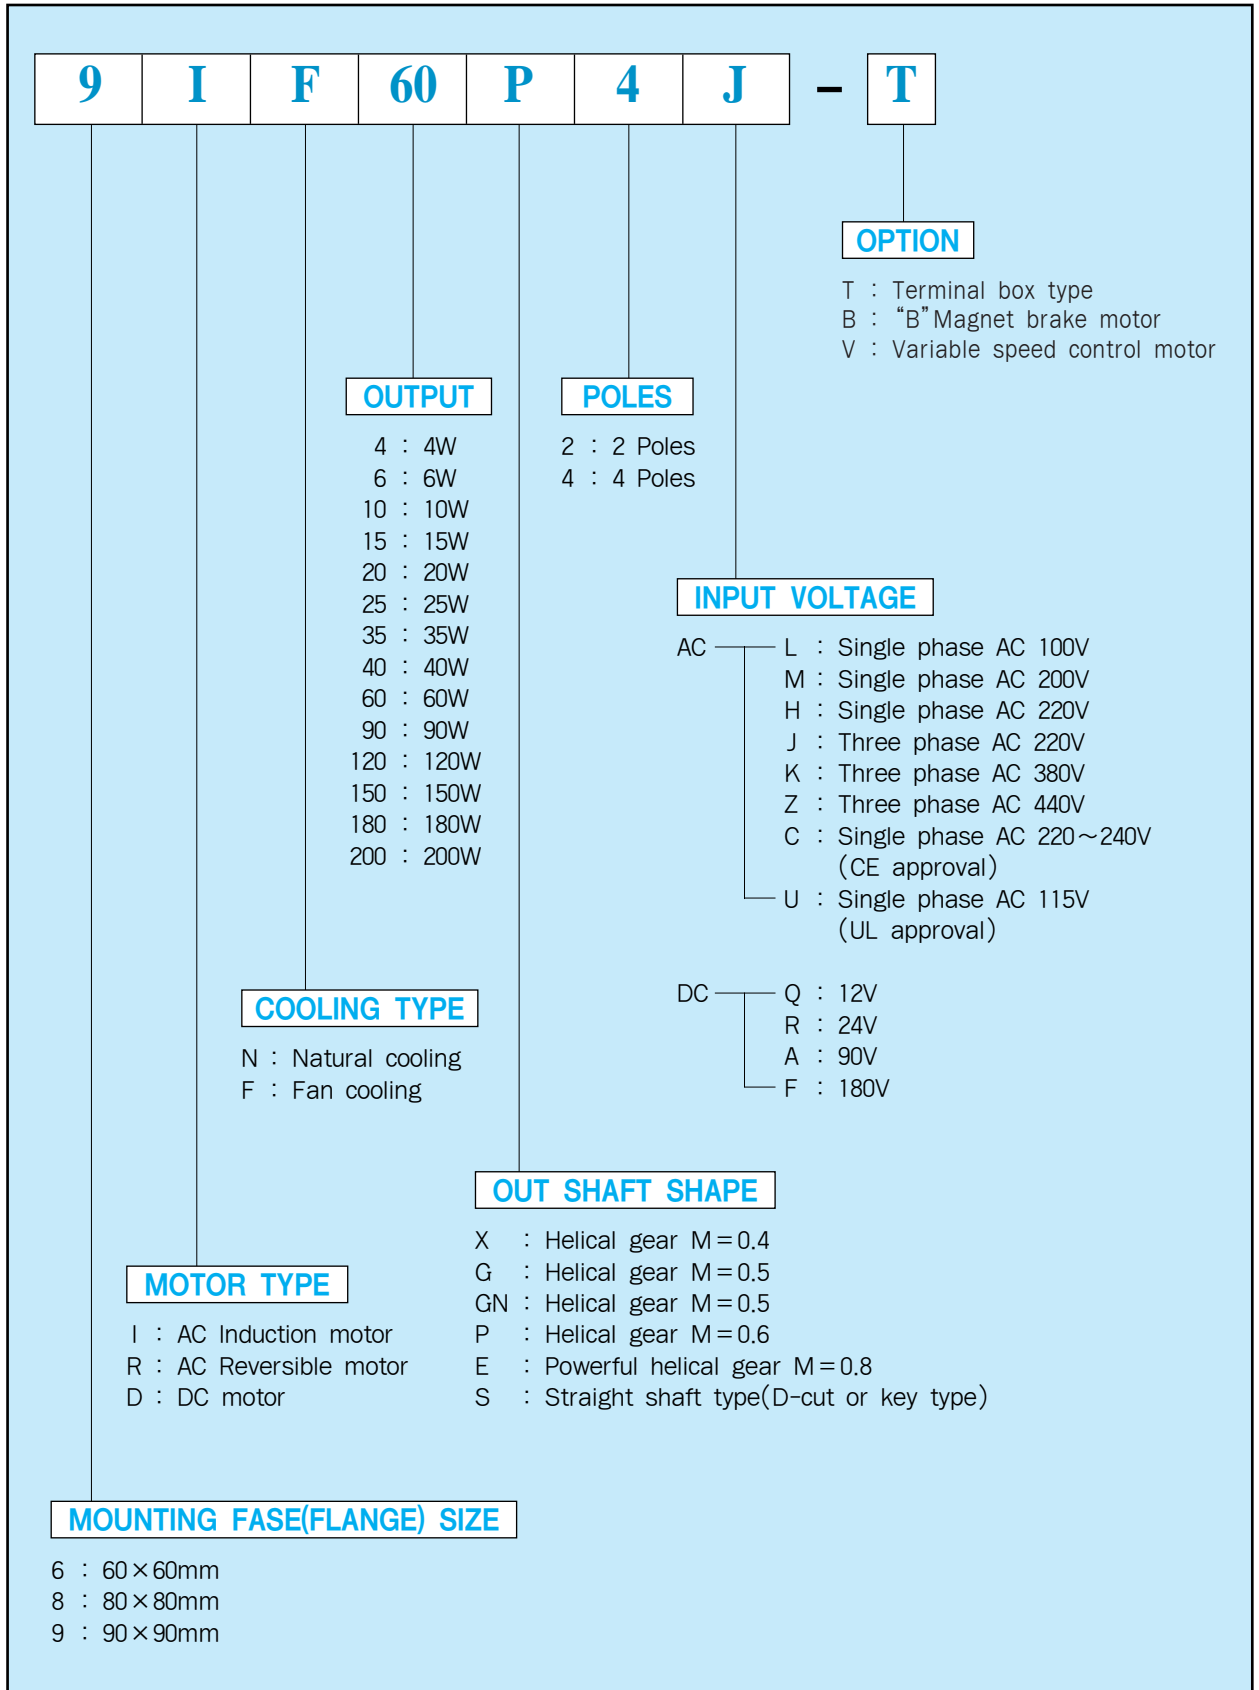 9 I F 60 P 4 J - T
OPTION
T : Terminal box type
B : “B”Magnet brake motor
V : Variable speed control motor
OUTPUT
4 : 4W
6 : 6W
10 : 10W
15 : 15W
20 : 20W
25 : 25W
35 : 35W
40 : 40W
60 : 60W
90 : 90W
120 : 120W
150 : 150W
180 : 180W
200 : 200W
POLES
2 : 2 Poles
4 : 4 Poles
INPUT VOLTAGE
AC L : Single phase AC 100V
M : Single phase AC 200V
H : Single phase AC 220V
J : Three phase AC 220V
K : Three phase AC 380V
Z : Three phase AC 440V
C : Single phase AC 220~240V
(CE approval)
U : Single phase AC 115V
(UL approval)
DC Q : 12V
R : 24V
A : 90V
F : 180V
COOLING TYPE
N : Natural cooling
F : Fan cooling
OUT SHAFT SHAPE
X : Helical gear M=0.4
G : Helical gear M=0.5
GN : Helical gear M=0.5
P : Helical gear M=0.6
E : Powerful helical gear M=0.8
S : Straight shaft type(D-cut or key type)
MOTOR TYPE
I : AC Induction motor
R : AC Reversible motor
D : DC motor
MOUNTING FASE(FLANGE) SIZE
6 : 60×60mm
8 : 80×80mm
9 : 90×90mm